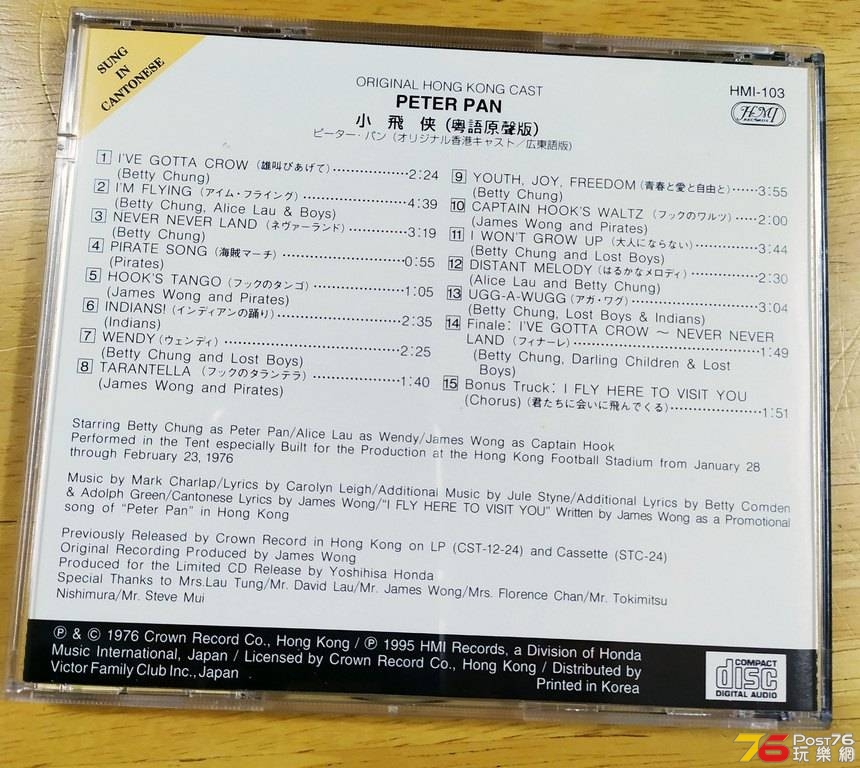 SUNG
IN
CANTONESE
ORIGINAL HONG KONG CAST
PETER PAN
小飛俠(粵語原聲版)
ピーター・パン(オリジナル香港キャスト/広東語版)
HMI-103
HMI
RECORDS
1 I'VE GOTTA CROW (雄叫びあげて)··················2:24
(Betty Chung)
2 I'M FLYING (アイム・フライング)··················4:39
(Betty Chung, Alice Lau & Boys)
3 NEVER NEVER LAND (ネヴァーランド)············3:19
(Betty Chung)
4 PIRATE SONG (海賊マーチ)··················0:55
(Pirates)
5 HOOK'S TANGO (フックのタンゴ)··················1:05
(James Wong and Pirates)
6 INDIANS! (インディアンの踊り)··················2:35
(Indians)
7 WENDY (ウェンディ)··················2:25
(Betty Chung and Lost Boys)
8 TARANTELLA (フックのタランテラ)··················1:40
(James Wong and Pirates)
9 YOUTH, JOY, FREEDOM (青春と愛と自由と)······3:55
(Betty Chung)
10 CAPTAIN HOOK'S WALTZ (フックのワルツ)·····2:00
(James Wong and Pirates)
11 I WON'T GROW UP (大人にならない)··················3:44
(Betty Chung and Lost Boys)
12 DISTANT MELODY (はるかなメロディ)··················2:30
(Alice Lau and Betty Chung)
13 UGG-A-WUGG (アガ・ワグ)··················3:04
(Betty Chung, Lost Boys & Indians)
14 Finale: I'VE GOTTA CROW ~ NEVER NEVER
LAND (フィナーレ)··················1:49
(Betty Chung, Darling Children & Lost
Boys)
15 Bonus Truck: I FLY HERE TO VISIT YOU
(Chorus) (君たちに会いに飛んでくる)··················1:51
Starring Betty Chung as Peter Pan/Alice Lau as Wendy/James Wong as Captain Hook
Performed in the Tent especially Built for the Production at the Hong Kong Football Stadium from January 28
through February 23, 1976
Music by Mark Charlap/Lyrics by Carolyn Leigh/Additional Music by Jule Styne/Additional Lyrics by Betty Comden
& Adolph Green/Cantonese Lyrics by James Wong/"I FLY HERE TO VISIT YOU" Written by James Wong as a Promotional
song of "Peter Pan" in Hong Kong
Previously Released by Crown Record in Hong Kong on LP (CST-12-24) and Cassette (STC-24)
Original Recording Produced by James Wong
Produced for the Limited CD Release by Yoshihisa Honda
Special Thanks to Mrs.Lau Tung/Mr. David Lau/Mr. James Wong/Mrs. Florence Chan/Mr. Tokimitsu
Nishimura/Mr. Steve Mui
℗ & © 1976 Crown Record Co., Hong Kong / ℗ 1995 HMI Records, a Division of Honda
Music International, Japan / Licensed by Crown Record Co., Hong Kong / Distributed by
Victor Family Club Inc., Japan
Printed in Korea
COMPACT
disc
DIGITAL AUDIO
76 Post76
玩樂網